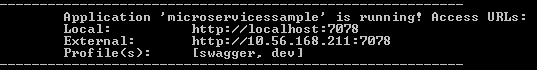 ----------------------------------------------------------
Application 'microservicessample' is running! Access URLs:
Local: http://localhost:7078
External: http://10.56.168.211:7078
Profile(s): [swagger, dev]
----------------------------------------------------------